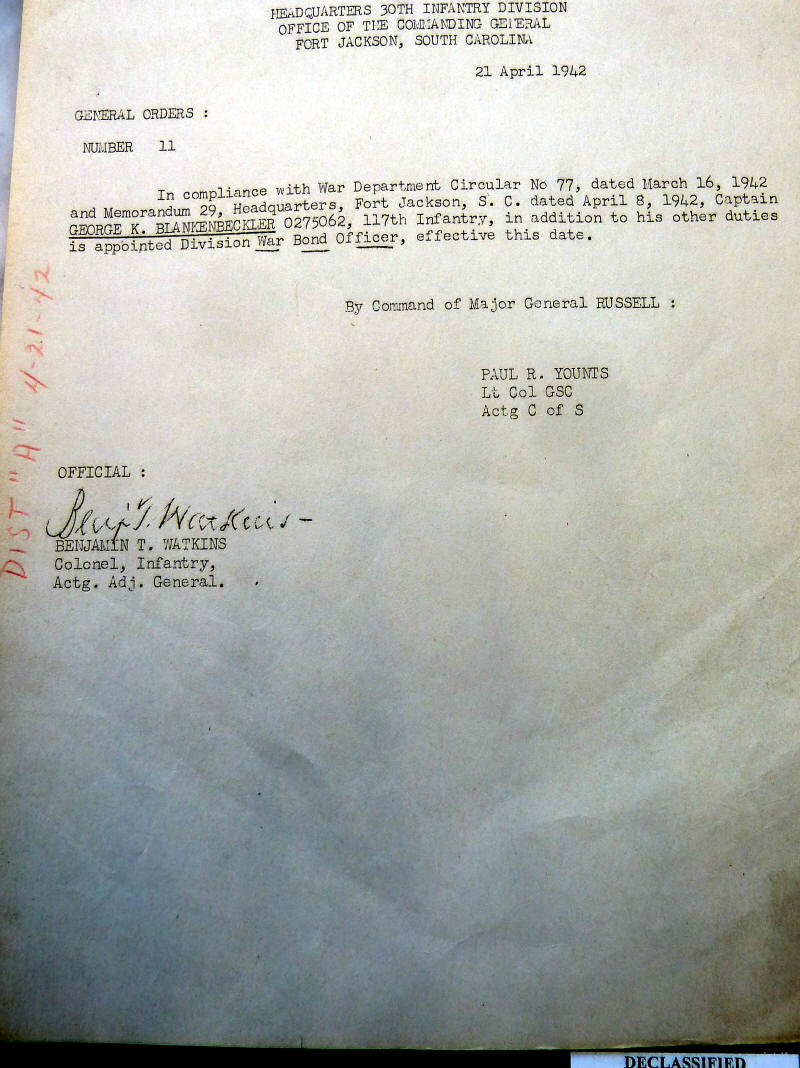 HEADQUARTERS 30TH INFANTRY DIVISION
OFFICE OF THE COMMANDING GENERAL
FORT JACKSON, SOUTH CAROLINA
21 April 1942
GENERAL ORDERS :
NUMBER 11
In compliance with War Department Circular No 77, dated March 16, 1942
and Memorandum 29, Headquarters, Fort Jackson, S. C. dated April 8, 1942, Captain
GEORGE K. BLANKENBECKLER 0275062, 117th Infantry, in addition to his other duties
is appointed Division War Bond Officer, effective this date.
By Command of Major General RUSSELL :
PAUL R. YOUNTS
Lt Col GSC
Actg C of S
DIST "A" 4-21-42
OFFICIAL :
Benj T. Watkins-
BENJAMIN T. WATKINS
Colonel, Infantry,
Actg. Adj. General.
DECLASSIFIED